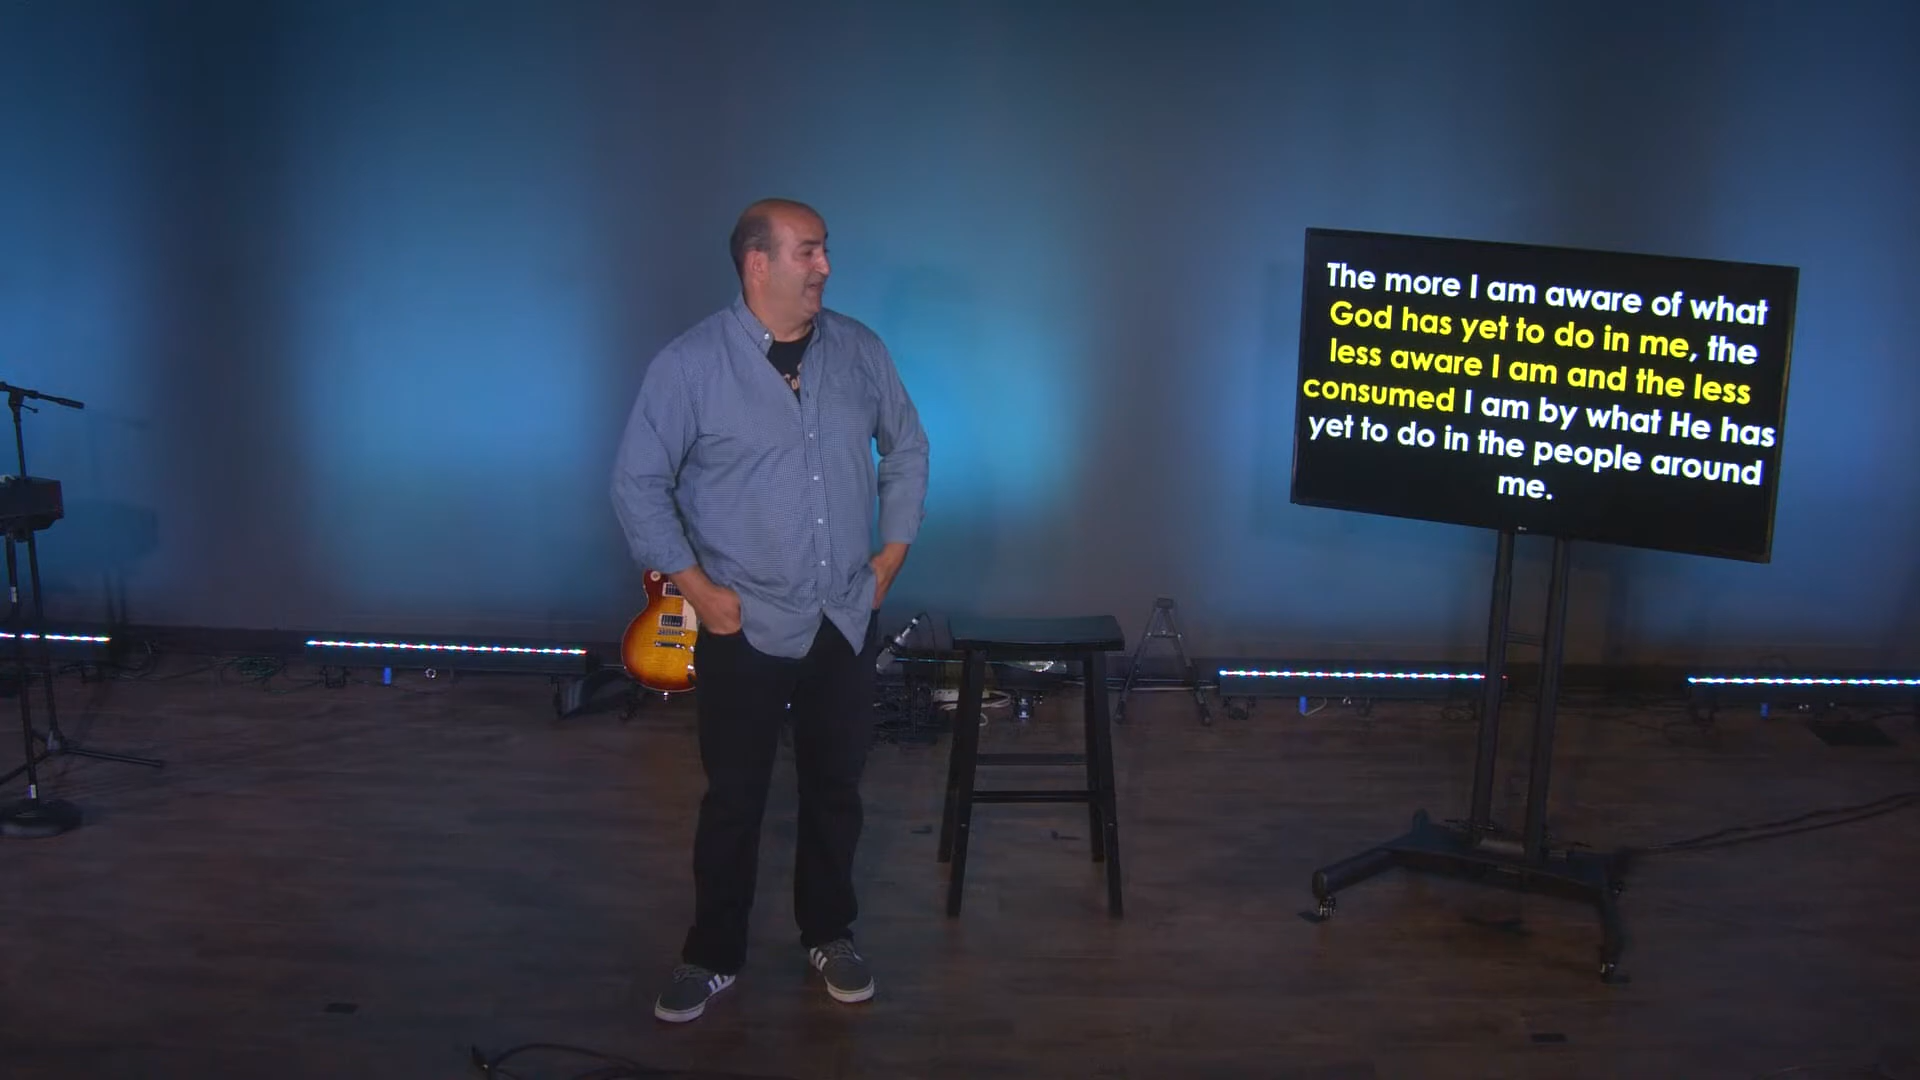 The more I am aware of what
God has yet to do in me, the
less aware I am and the less
consumed I am by what He has
yet to do in the people around
me.